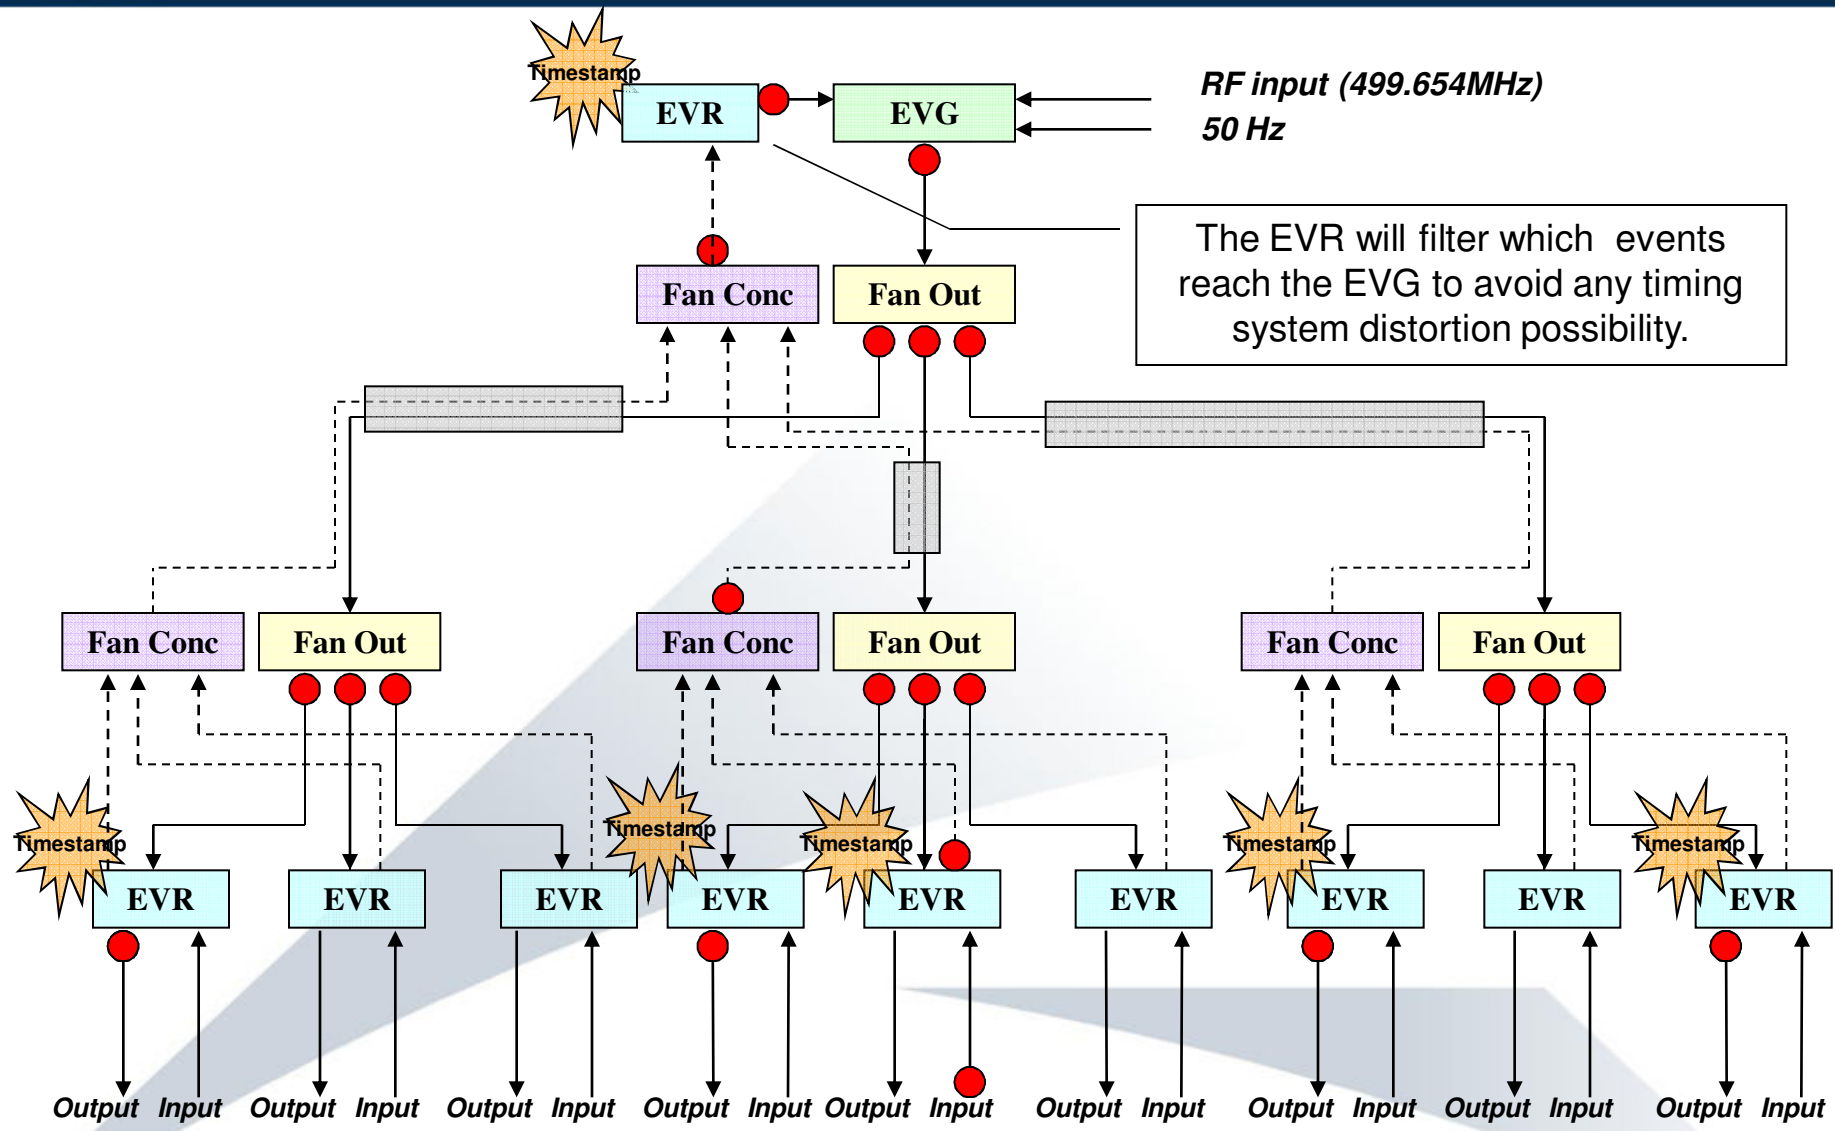 Timestamp
EVR
EVG
RF input (499.654MHz)
50 Hz
The EVR will filter which events
reach the EVG to avoid any timing
system distortion possibility.
Fan Conc
Fan Out
Fan Conc
Fan Out
Fan Conc
Fan Out
Fan Conc
Fan Out
Timestamp
Timestamp
Timestamp
Timestamp
Timestamp
EVR
EVR
EVR
EVR
EVR
EVR
EVR
EVR
EVR
Output Input Output Input Output Input Output Input Output Input Output Input Output Input Output Input Output Input